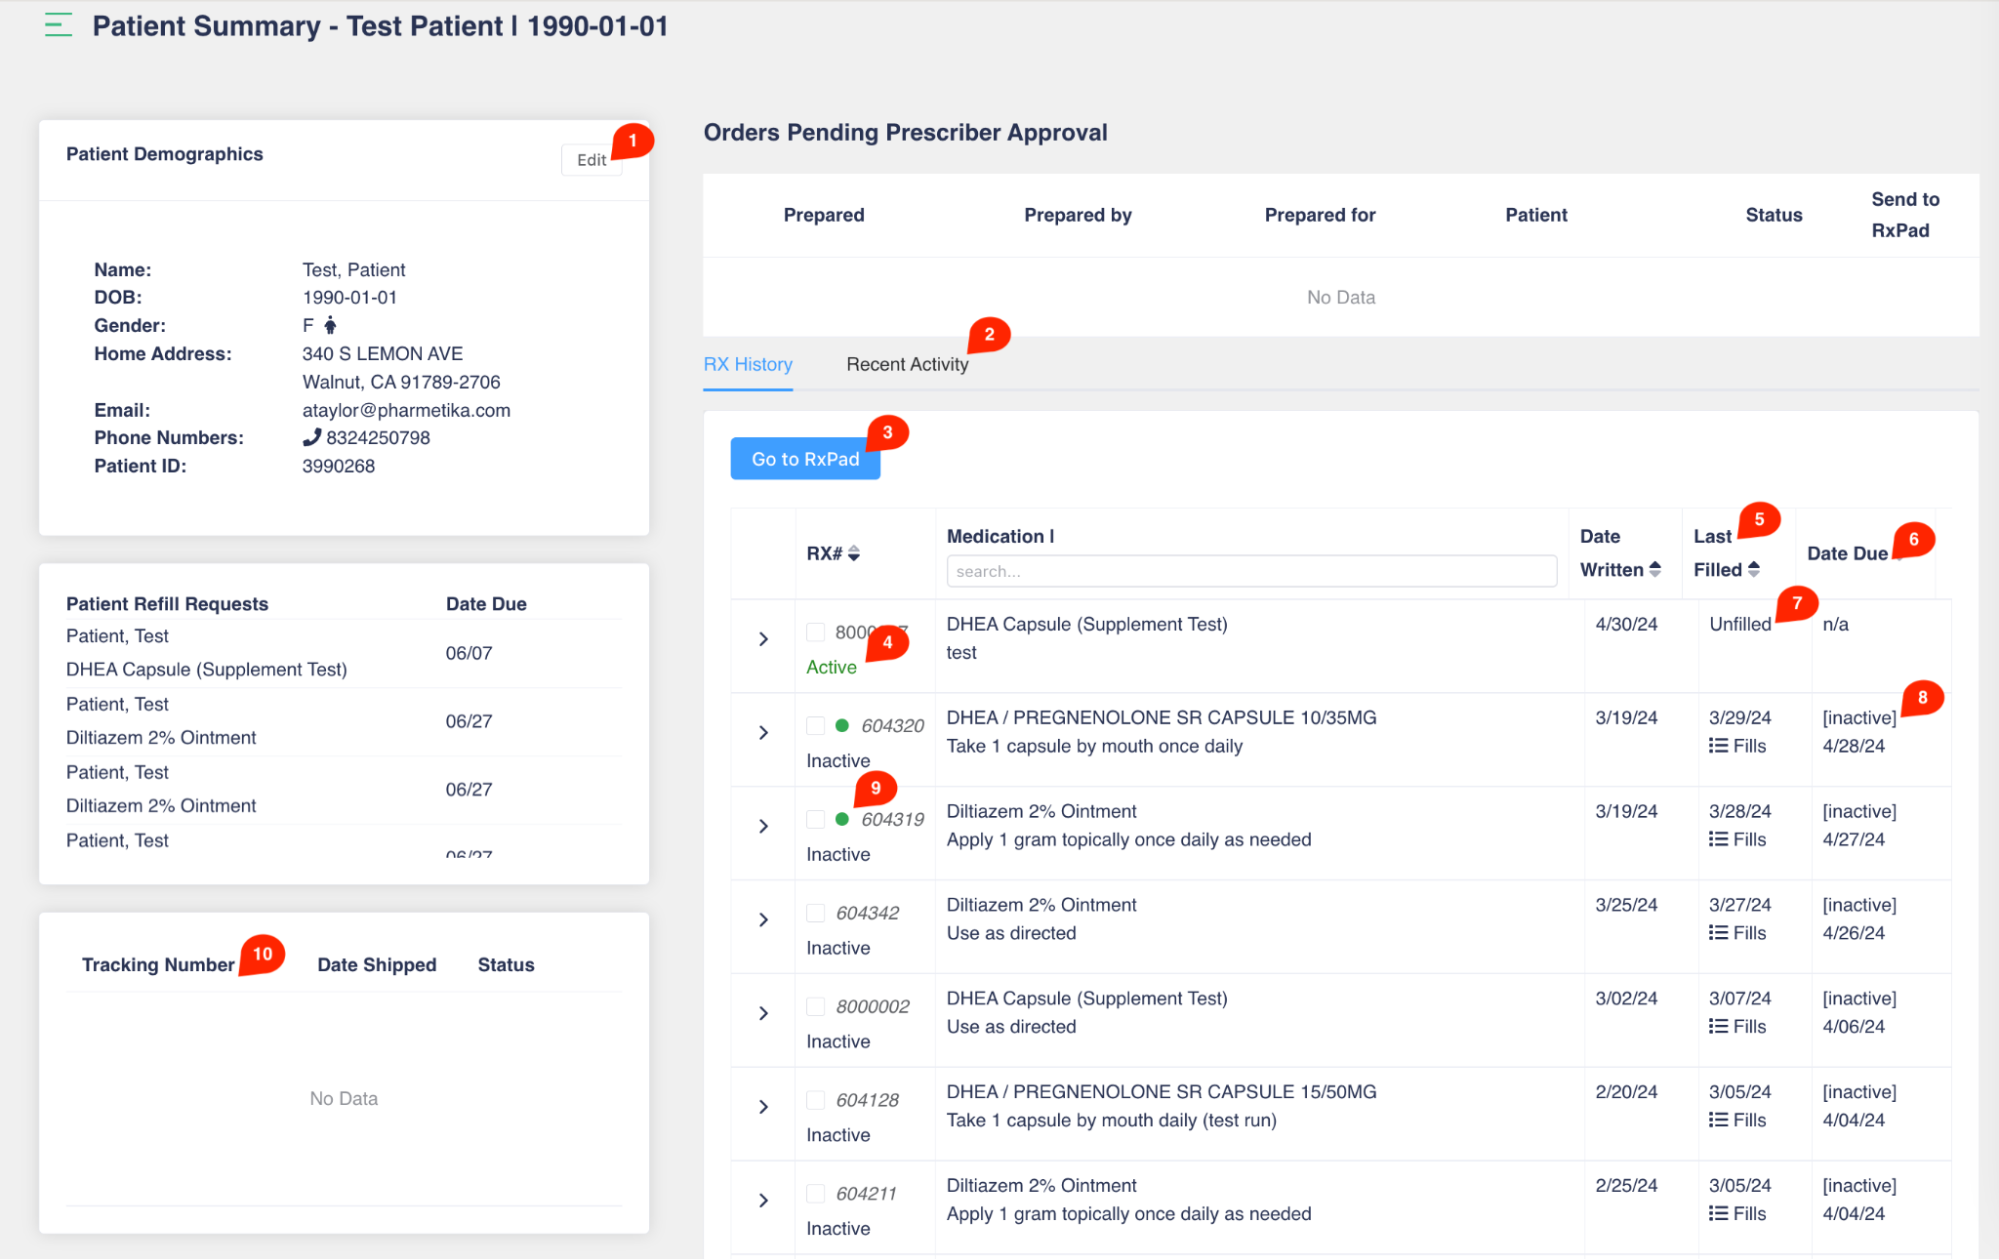 Patient Summary - Test Patient | 1990-01-01
Patient Demographics
Edit
1
Name: Test, Patient
DOB: 1990-01-01
Gender: F
Home Address: 340 S LEMON AVE
Walnut, CA 91789-2706
Email: ataylor@pharmetika.com
Phone Numbers: 8324250798
Patient ID: 3990268
Patient Refill Requests Date Due
Patient, Test
DHEA Capsule (Supplement Test)
06/07
Patient, Test
Diltiazem 2% Ointment
06/27
Patient, Test
Diltiazem 2% Ointment
06/27
Patient, Test
06/27
Tracking Number 10 Date Shipped Status
No Data
Orders Pending Prescriber Approval
Prepared Prepared by Prepared for Patient Status Send to
RxPad
No Data
RX History Recent Activity 2
Go to RxPad 3
RX#
Medication |
search...
Date
Written
Last 5
Filled
Date Due 6
Active 4
DHEA Capsule (Supplement Test)
test
4/30/24
Unfilled 7
n/a
604320
Inactive
DHEA / PREGNENOLONE SR CAPSULE 10/35MG
Take 1 capsule by mouth once daily
3/19/24
3/29/24
Fills
[inactive] 8
4/28/24
9
604319
Inactive
Diltiazem 2% Ointment
Apply 1 gram topically once daily as needed
3/19/24
3/28/24
Fills
[inactive]
4/27/24
604342
Inactive
Diltiazem 2% Ointment
Use as directed
3/25/24
3/27/24
Fills
[inactive]
4/26/24
8000002
Inactive
DHEA Capsule (Supplement Test)
Use as directed
3/02/24
3/07/24
Fills
[inactive]
4/06/24
604128
Inactive
DHEA / PREGNENOLONE SR CAPSULE 15/50MG
Take 1 capsule by mouth daily (test run)
2/20/24
3/05/24
Fills
[inactive]
4/04/24
604211
Inactive
Diltiazem 2% Ointment
Apply 1 gram topically once daily as needed
2/25/24
3/05/24
Fills
[inactive]
4/04/24